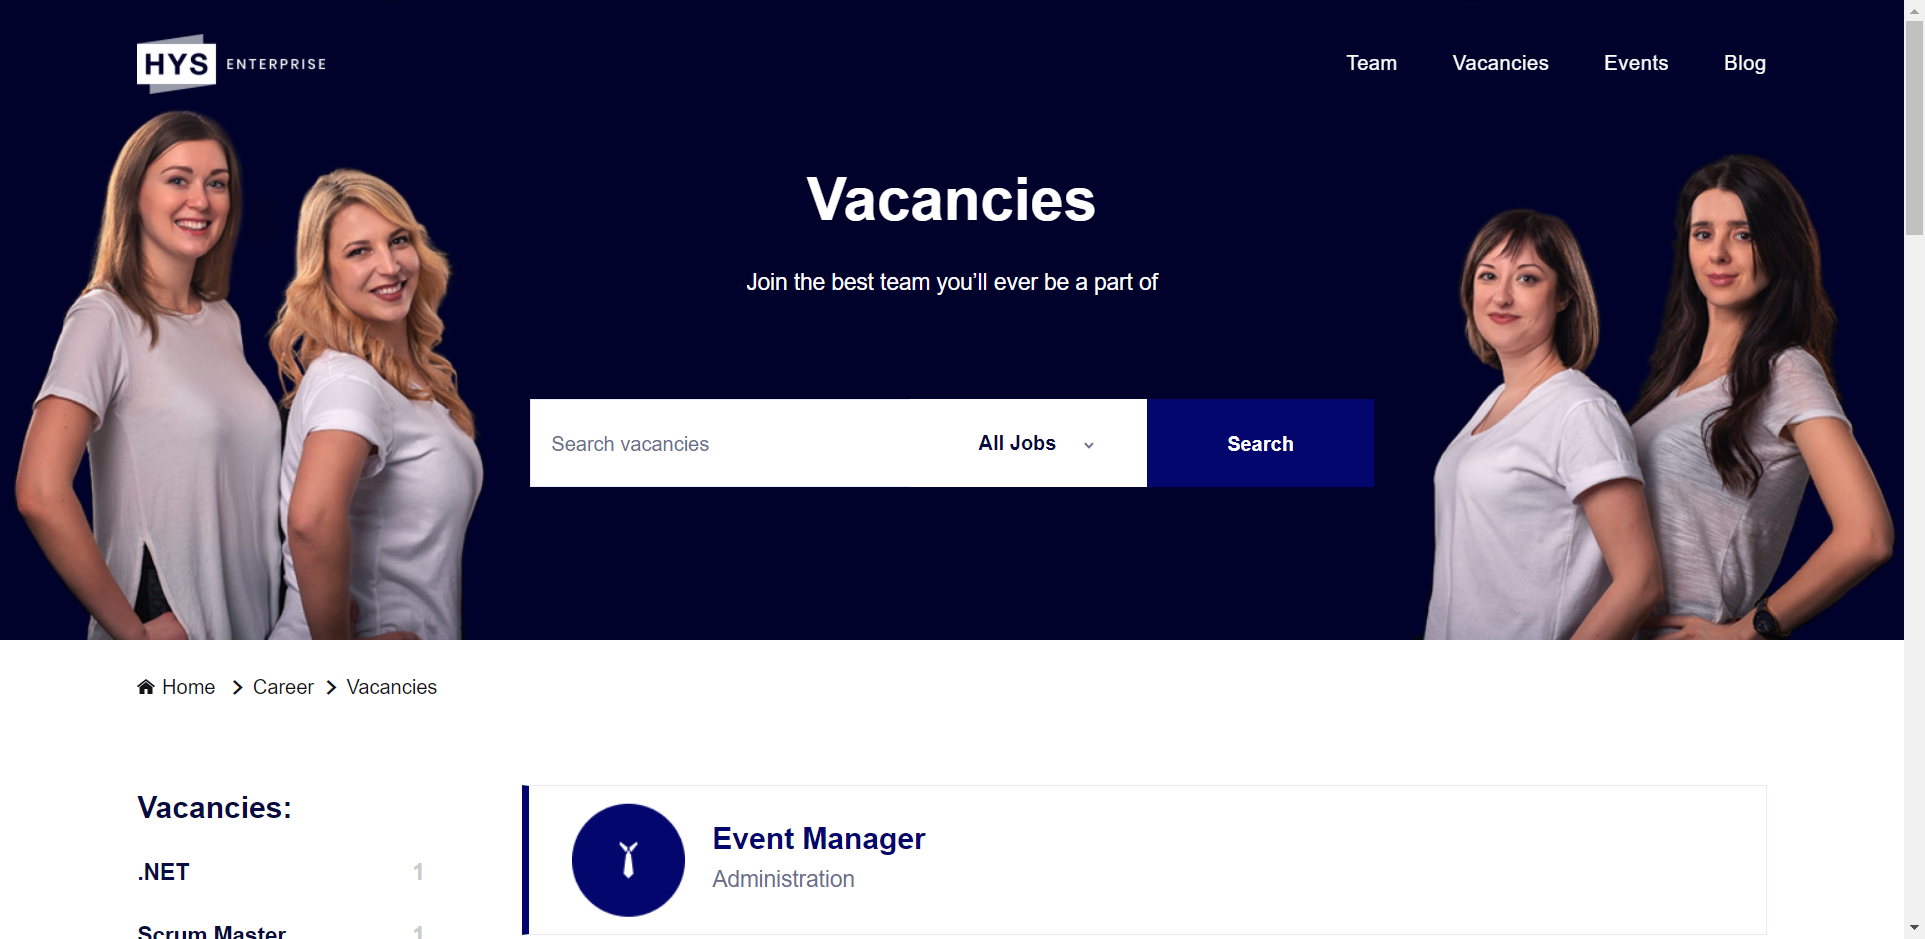 HYS ENTERPRISE
Team Vacancies Events Blog
Vacancies
Join the best team you’ll ever be a part of
Search vacancies All Jobs Search
Home Career Vacancies
Vacancies:
.NET 1
Scrum Master 1
Event Manager
Administration